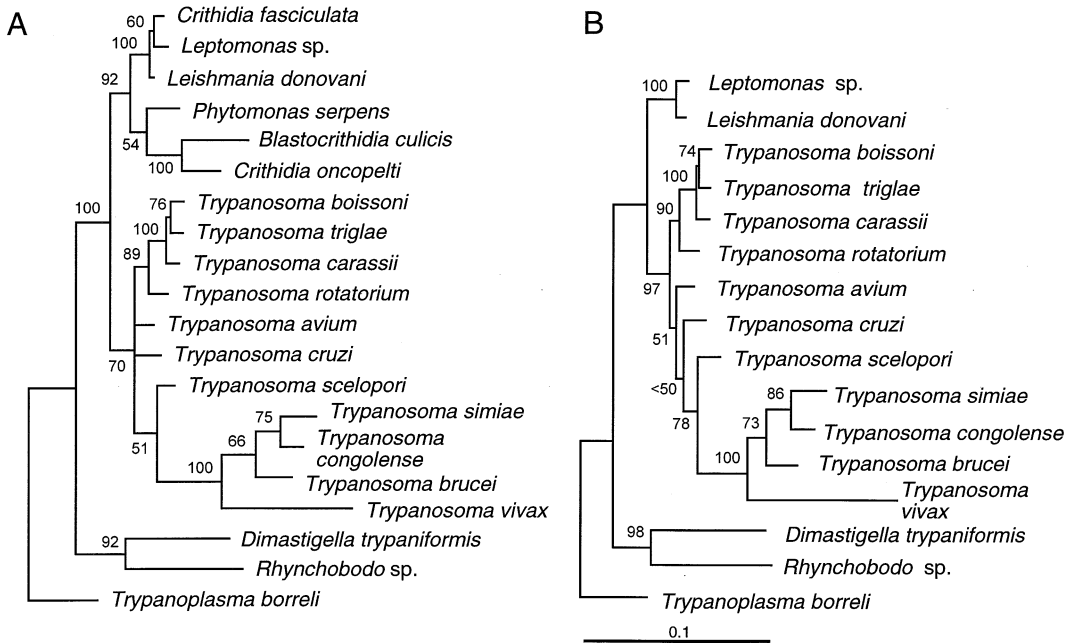 A
60
Crithidia fasciculata
100
Leptomonas sp.
92
Leishmania donovani
Phytomonas serpens
54
Blastocrithidia culicis
100
Crithidia oncopelti
100
76
Trypanosoma boissoni
100
Trypanosoma triglae
89
Trypanosoma carassii
Trypanosoma rotatorium
Trypanosoma avium
70
Trypanosoma cruzi
Trypanosoma scelopori
75
Trypanosoma simiae
51
66
Trypanosoma
congolense
100
Trypanosoma brucei
Trypanosoma vivax
92
Dimastigella trypaniformis
Rhynchobodo sp.
Trypanoplasma borreli
B
100
Leptomonas sp.
Leishmania donovani
74
Trypanosoma boissoni
100
Trypanosoma triglae
90
Trypanosoma carassii
Trypanosoma rotatorium
97
Trypanosoma avium
51
Trypanosoma cruzi
Trypanosoma scelopori
<50
86
Trypanosoma simiae
78
73
Trypanosoma congolense
100
Trypanosoma brucei
Trypanosoma
vivax
98
Dimastigella trypaniformis
Rhynchobodo sp.
Trypanoplasma borreli
0.1